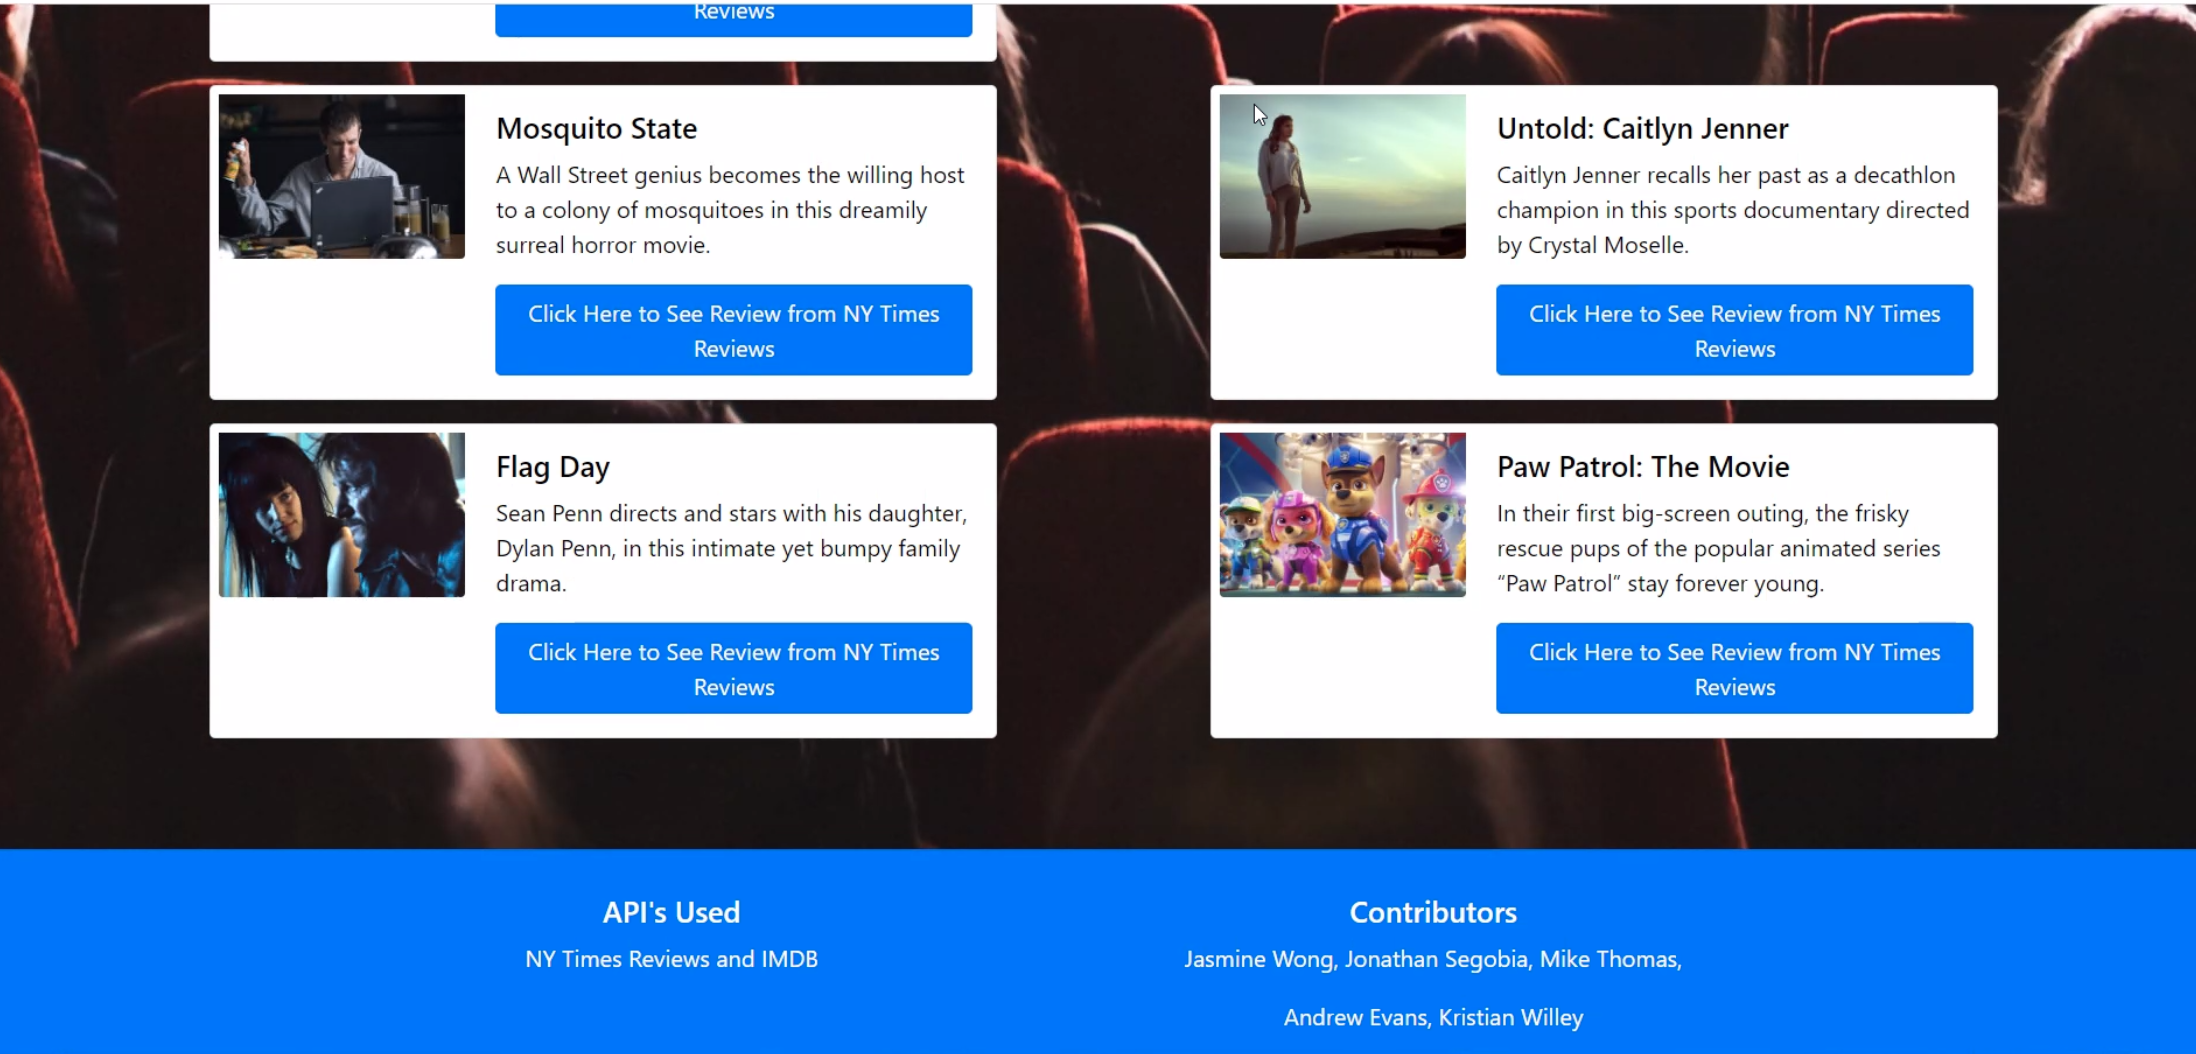 Reviews
Mosquito State
A Wall Street genius becomes the willing host
to a colony of mosquitoes in this dreamily
surreal horror movie.
Click Here to See Review from NY Times
Reviews
Untold: Caitlyn Jenner
Caitlyn Jenner recalls her past as a decathlon
champion in this sports documentary directed
by Crystal Moselle.
Click Here to See Review from NY Times
Reviews
Flag Day
Sean Penn directs and stars with his daughter,
Dylan Penn, in this intimate yet bumpy family
drama.
Click Here to See Review from NY Times
Reviews
Paw Patrol: The Movie
In their first big-screen outing, the frisky
rescue pups of the popular animated series
“Paw Patrol” stay forever young.
Click Here to See Review from NY Times
Reviews
API's Used
NY Times Reviews and IMDB
Contributors
Jasmine Wong, Jonathan Segobia, Mike Thomas,
Andrew Evans, Kristian Willey